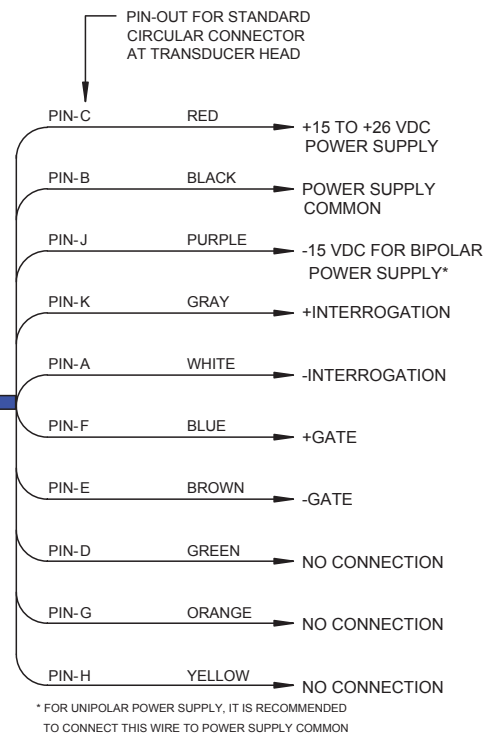 PIN-OUT FOR STANDARD
CIRCULAR CONNECTOR
AT TRANSDUCER HEAD
PIN-C RED +15 TO +26 VDC
POWER SUPPLY
PIN-B BLACK POWER SUPPLY
COMMON
PIN-J PURPLE -15 VDC FOR BIPOLAR
POWER SUPPLY*
PIN-K GRAY +INTERROGATION
PIN-A WHITE -INTERROGATION
PIN-F BLUE +GATE
PIN-E BROWN -GATE
PIN-D GREEN NO CONNECTION
PIN-G ORANGE NO CONNECTION
PIN-H YELLOW NO CONNECTION
* FOR UNIPOLAR POWER SUPPLY, IT IS RECOMMENDED
TO CONNECT THIS WIRE TO POWER SUPPLY COMMON